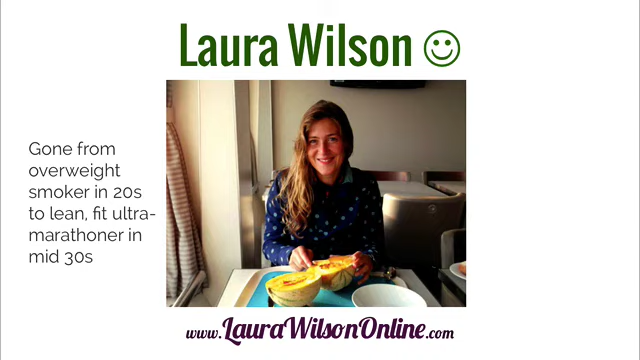 Laura Wilson ☺
Gone from
overweight
smoker in 20s
to lean, fit ultra-
marathoner in
mid 30s
www.LauraWilsonOnline.com